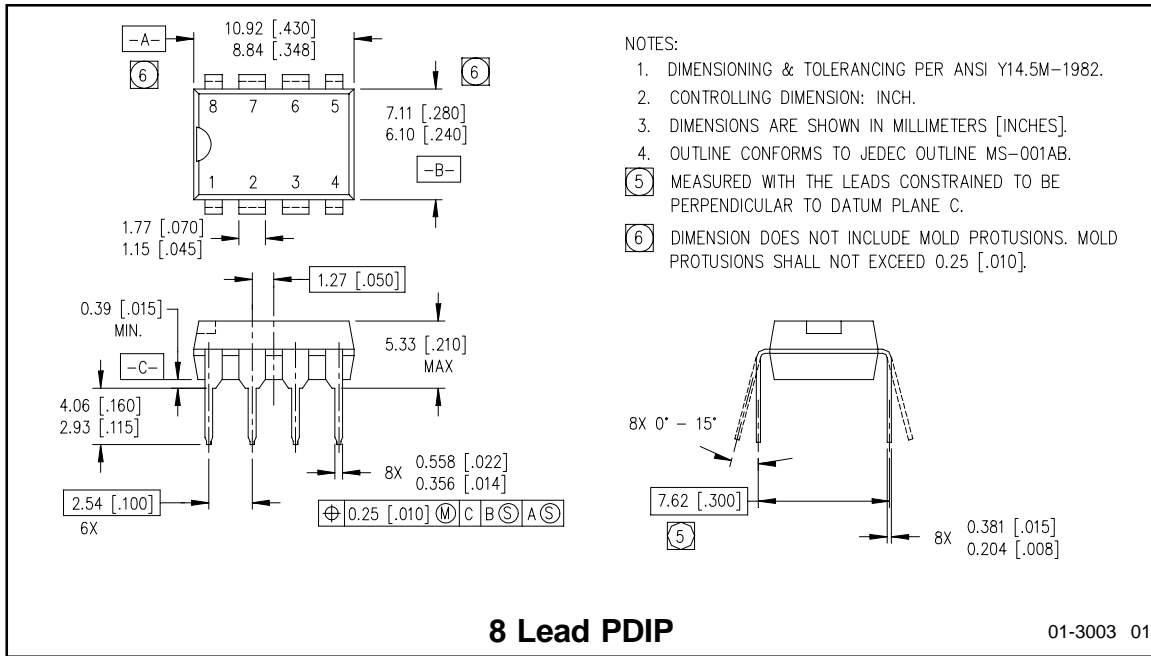 -A-
10.92 [.430]
8.84 [.348]
6
6
8 7 6 5
7.11 [.280]
6.10 [.240]
-B-
1 2 3 4
1.77 [.070]
1.15 [.045]
1.27 [.050]
0.39 [.015]
MIN.
5.33 [.210]
MAX
-C-
4.06 [.160]
2.93 [.115]
8X 0.558 [.022]
0.356 [.014]
2.54 [.100]
6X
⌖ 0.25 [.010] Ⓜ C B Ⓢ A Ⓢ
NOTES:
1. DIMENSIONING & TOLERANCING PER ANSI Y14.5M-1982.
2. CONTROLLING DIMENSION: INCH.
3. DIMENSIONS ARE SHOWN IN MILLIMETERS [INCHES].
4. OUTLINE CONFORMS TO JEDEC OUTLINE MS-001AB.
5 MEASURED WITH THE LEADS CONSTRAINED TO BE
PERPENDICULAR TO DATUM PLANE C.
6 DIMENSION DOES NOT INCLUDE MOLD PROTUSIONS. MOLD
PROTUSIONS SHALL NOT EXCEED 0.25 [.010].
8X 0° - 15°
7.62 [.300]
5
8X 0.381 [.015]
0.204 [.008]
8 Lead PDIP
01-3003 01